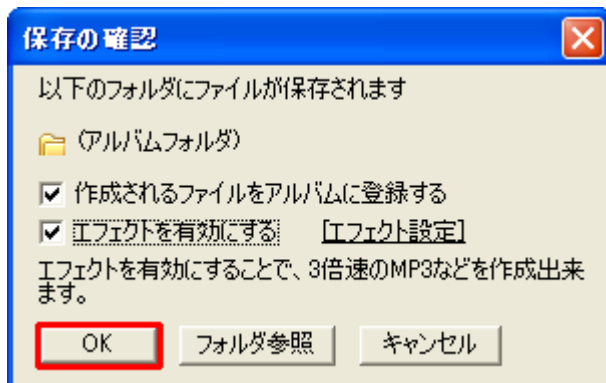 保存の確認
以下のフォルダにファイルが保存されます
(アルバムフォルダ)
作成されるファイルをアルバムに登録する
エフェクトを有効にする [エフェクト設定]
エフェクトを有効にすることで、3倍速のMP3などを作成出来
ます。
OK フォルダ参照 キャンセル